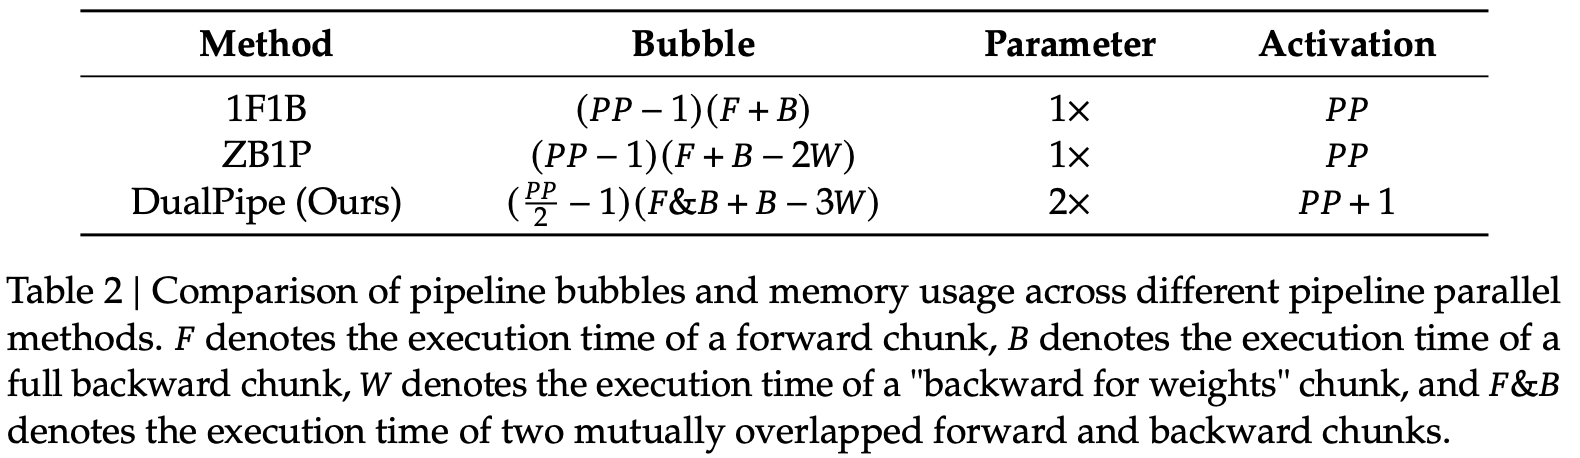 Method Bubble Parameter Activation
1F1B (PP − 1)(F + B) 1× PP
ZB1P (PP − 1)(F + B − 2W) 1× PP
DualPipe (Ours) (PP/2 − 1)(F&B + B − 3W) 2× PP + 1
Table 2 | Comparison of pipeline bubbles and memory usage across different pipeline parallel
methods. F denotes the execution time of a forward chunk, B denotes the execution time of a
full backward chunk, W denotes the execution time of a "backward for weights" chunk, and F&B
denotes the execution time of two mutually overlapped forward and backward chunks.